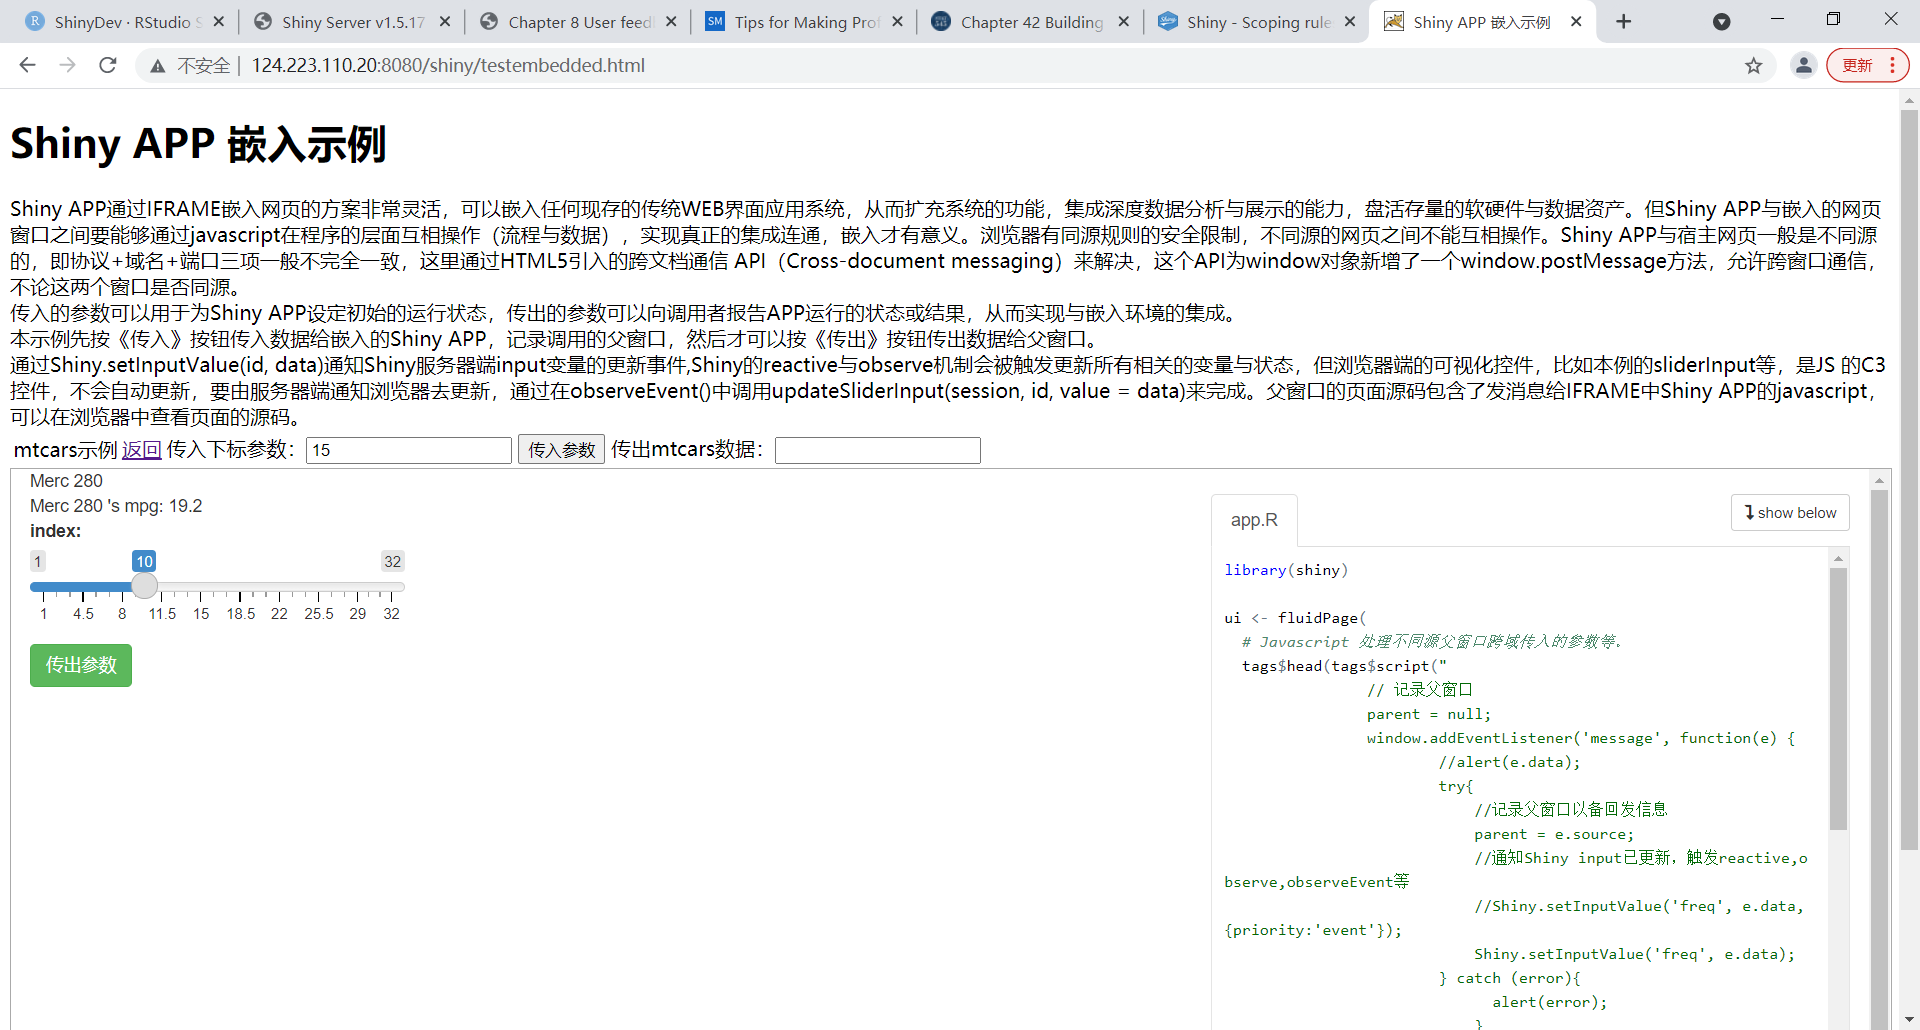 ShinyDev · RStudio S
Shiny Server v1.5.17
Chapter 8 User feed
Tips for Making Prof
Chapter 42 Building
Shiny - Scoping rule
Shiny APP 嵌入示例
不安全 | 124.223.110.20:8080/shiny/testembedded.html
更新
Shiny APP 嵌入示例
Shiny APP通过IFRAME嵌入网页的方案非常灵活，可以嵌入任何现存的传统WEB界面应用系统，从而扩充系统的功能，集成深度数据分析与展示的能力，盘活存量的软硬件与数据资产。但Shiny APP与嵌入的网页
窗口之间要能够通过javascript在程序的层面互相操作（流程与数据），实现真正的集成连通，嵌入才有意义。浏览器有同源规则的安全限制，不同源的网页之间不能互相操作。Shiny APP与宿主网页一般是不同源
的，即协议+域名+端口三项一般不完全一致，这里通过HTML5引入的跨文档通信 API（Cross-document messaging）来解决，这个API为window对象新增了一个window.postMessage方法，允许跨窗口通信，
不论这两个窗口是否同源。
传入的参数可以用于为Shiny APP设定初始的运行状态，传出的参数可以向调用者报告APP运行的状态或结果，从而实现与嵌入环境的集成。
本示例先按《传入》按钮传入数据给嵌入的Shiny APP，记录调用的父窗口，然后才可以按《传出》按钮传出数据给父窗口。
通过Shiny.setInputValue(id, data)通知Shiny服务器端input变量的更新事件,Shiny的reactive与observe机制会被触发更新所有相关的变量与状态，但浏览器端的可视化控件，比如本例的sliderInput等，是JS 的C3
控件，不会自动更新，要由服务器端通知浏览器去更新，通过在observeEvent()中调用updateSliderInput(session, id, value = data)来完成。父窗口的页面源码包含了发消息给IFRAME中Shiny APP的javascript，
可以在浏览器中查看页面的源码。
mtcars示例 返回 传入下标参数： 15 传入参数 传出mtcars数据：
Merc 280
Merc 280 's mpg: 19.2
index:
1 10 32
1 4.5 8 11.5 15 18.5 22 25.5 29 32
传出参数
app.R
show below
library(shiny)
ui <- fluidPage(
# Javascript 处理不同源父窗口跨域传入的参数等。
tags$head(tags$script("
// 记录父窗口
parent = null;
window.addEventListener('message', function(e) {
//alert(e.data);
try{
//记录父窗口以备回发信息
parent = e.source;
//通知Shiny input已更新，触发reactive,o
bserve,observeEvent等
//Shiny.setInputValue('freq', e.data,
{priority:'event'});
Shiny.setInputValue('freq', e.data);
} catch (error){
alert(error);
}